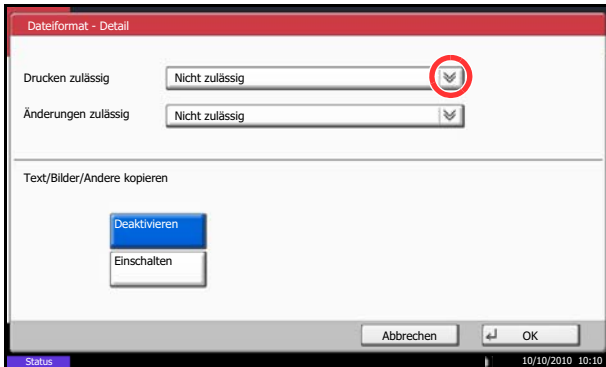 Dateiformat - Detail
Drucken zulässig Nicht zulässig
Änderungen zulässig Nicht zulässig
Text/Bilder/Andere kopieren
Deaktivieren
Einschalten
Abbrechen OK
Status 10/10/2010 10:10